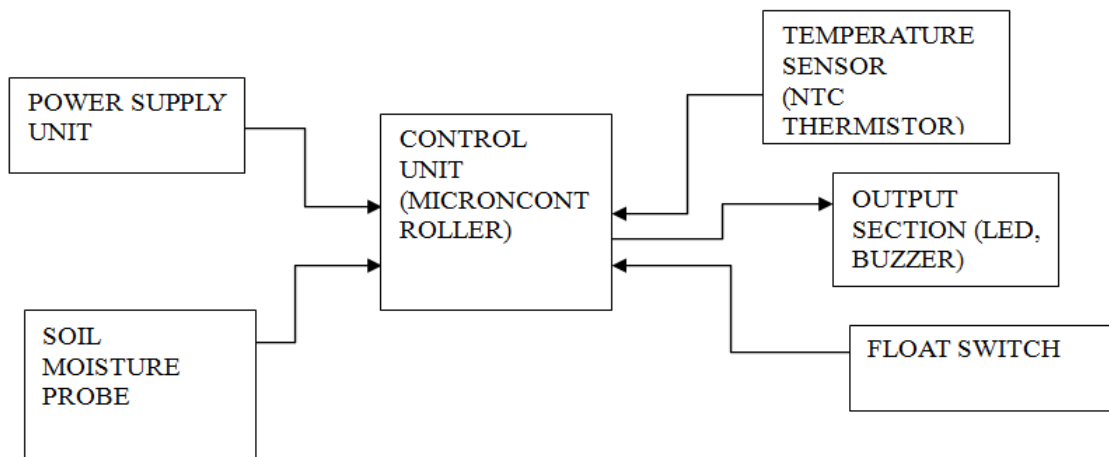 POWER SUPPLY
UNIT
SOIL
MOISTURE
PROBE
CONTROL
UNIT
(MICRONCONT
ROLLER)
TEMPERATURE
SENSOR
(NTC
THERMISTOR)
OUTPUT
SECTION (LED,
BUZZER)
FLOAT SWITCH